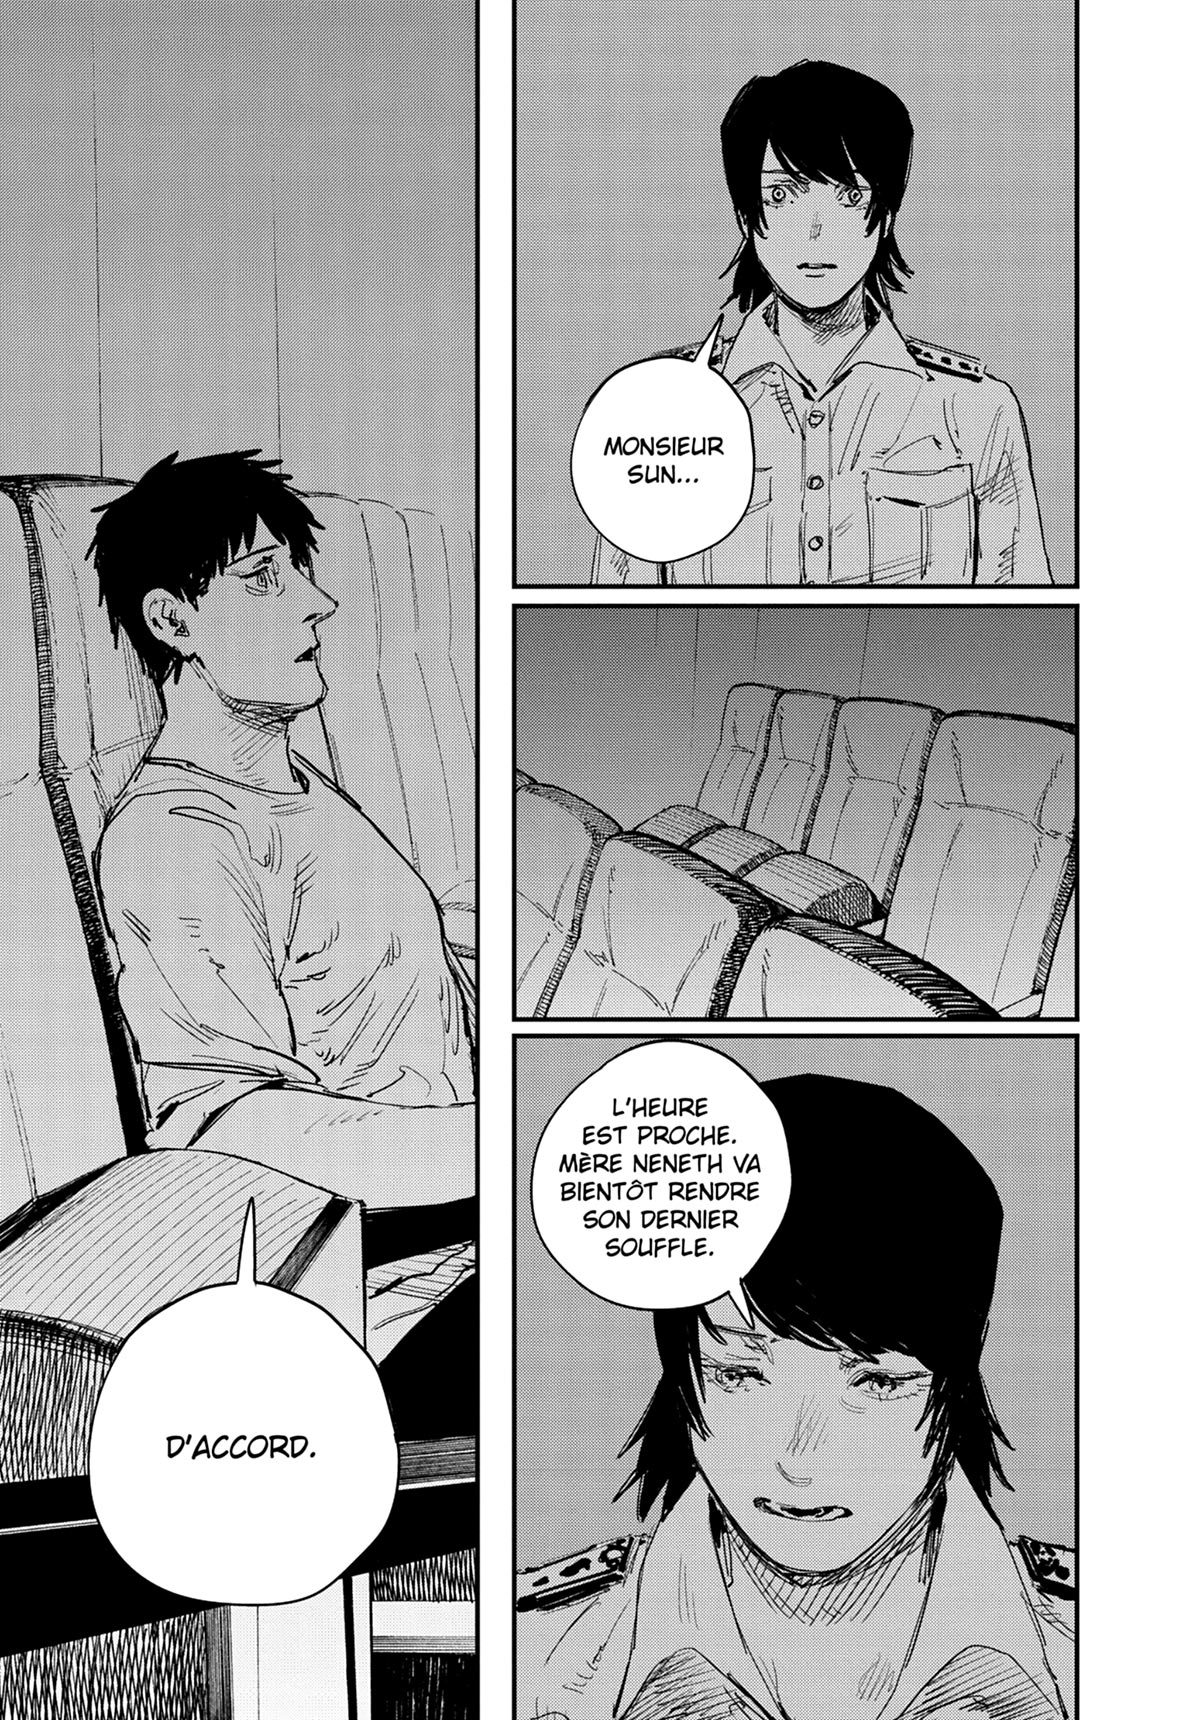 MONSIEUR
SUN...
L'HEURE
EST PROCHE.
MÈRE NENETH VA
BIENTÔT RENDRE
SON DERNIER
SOUFFLE.
D'ACCORD.